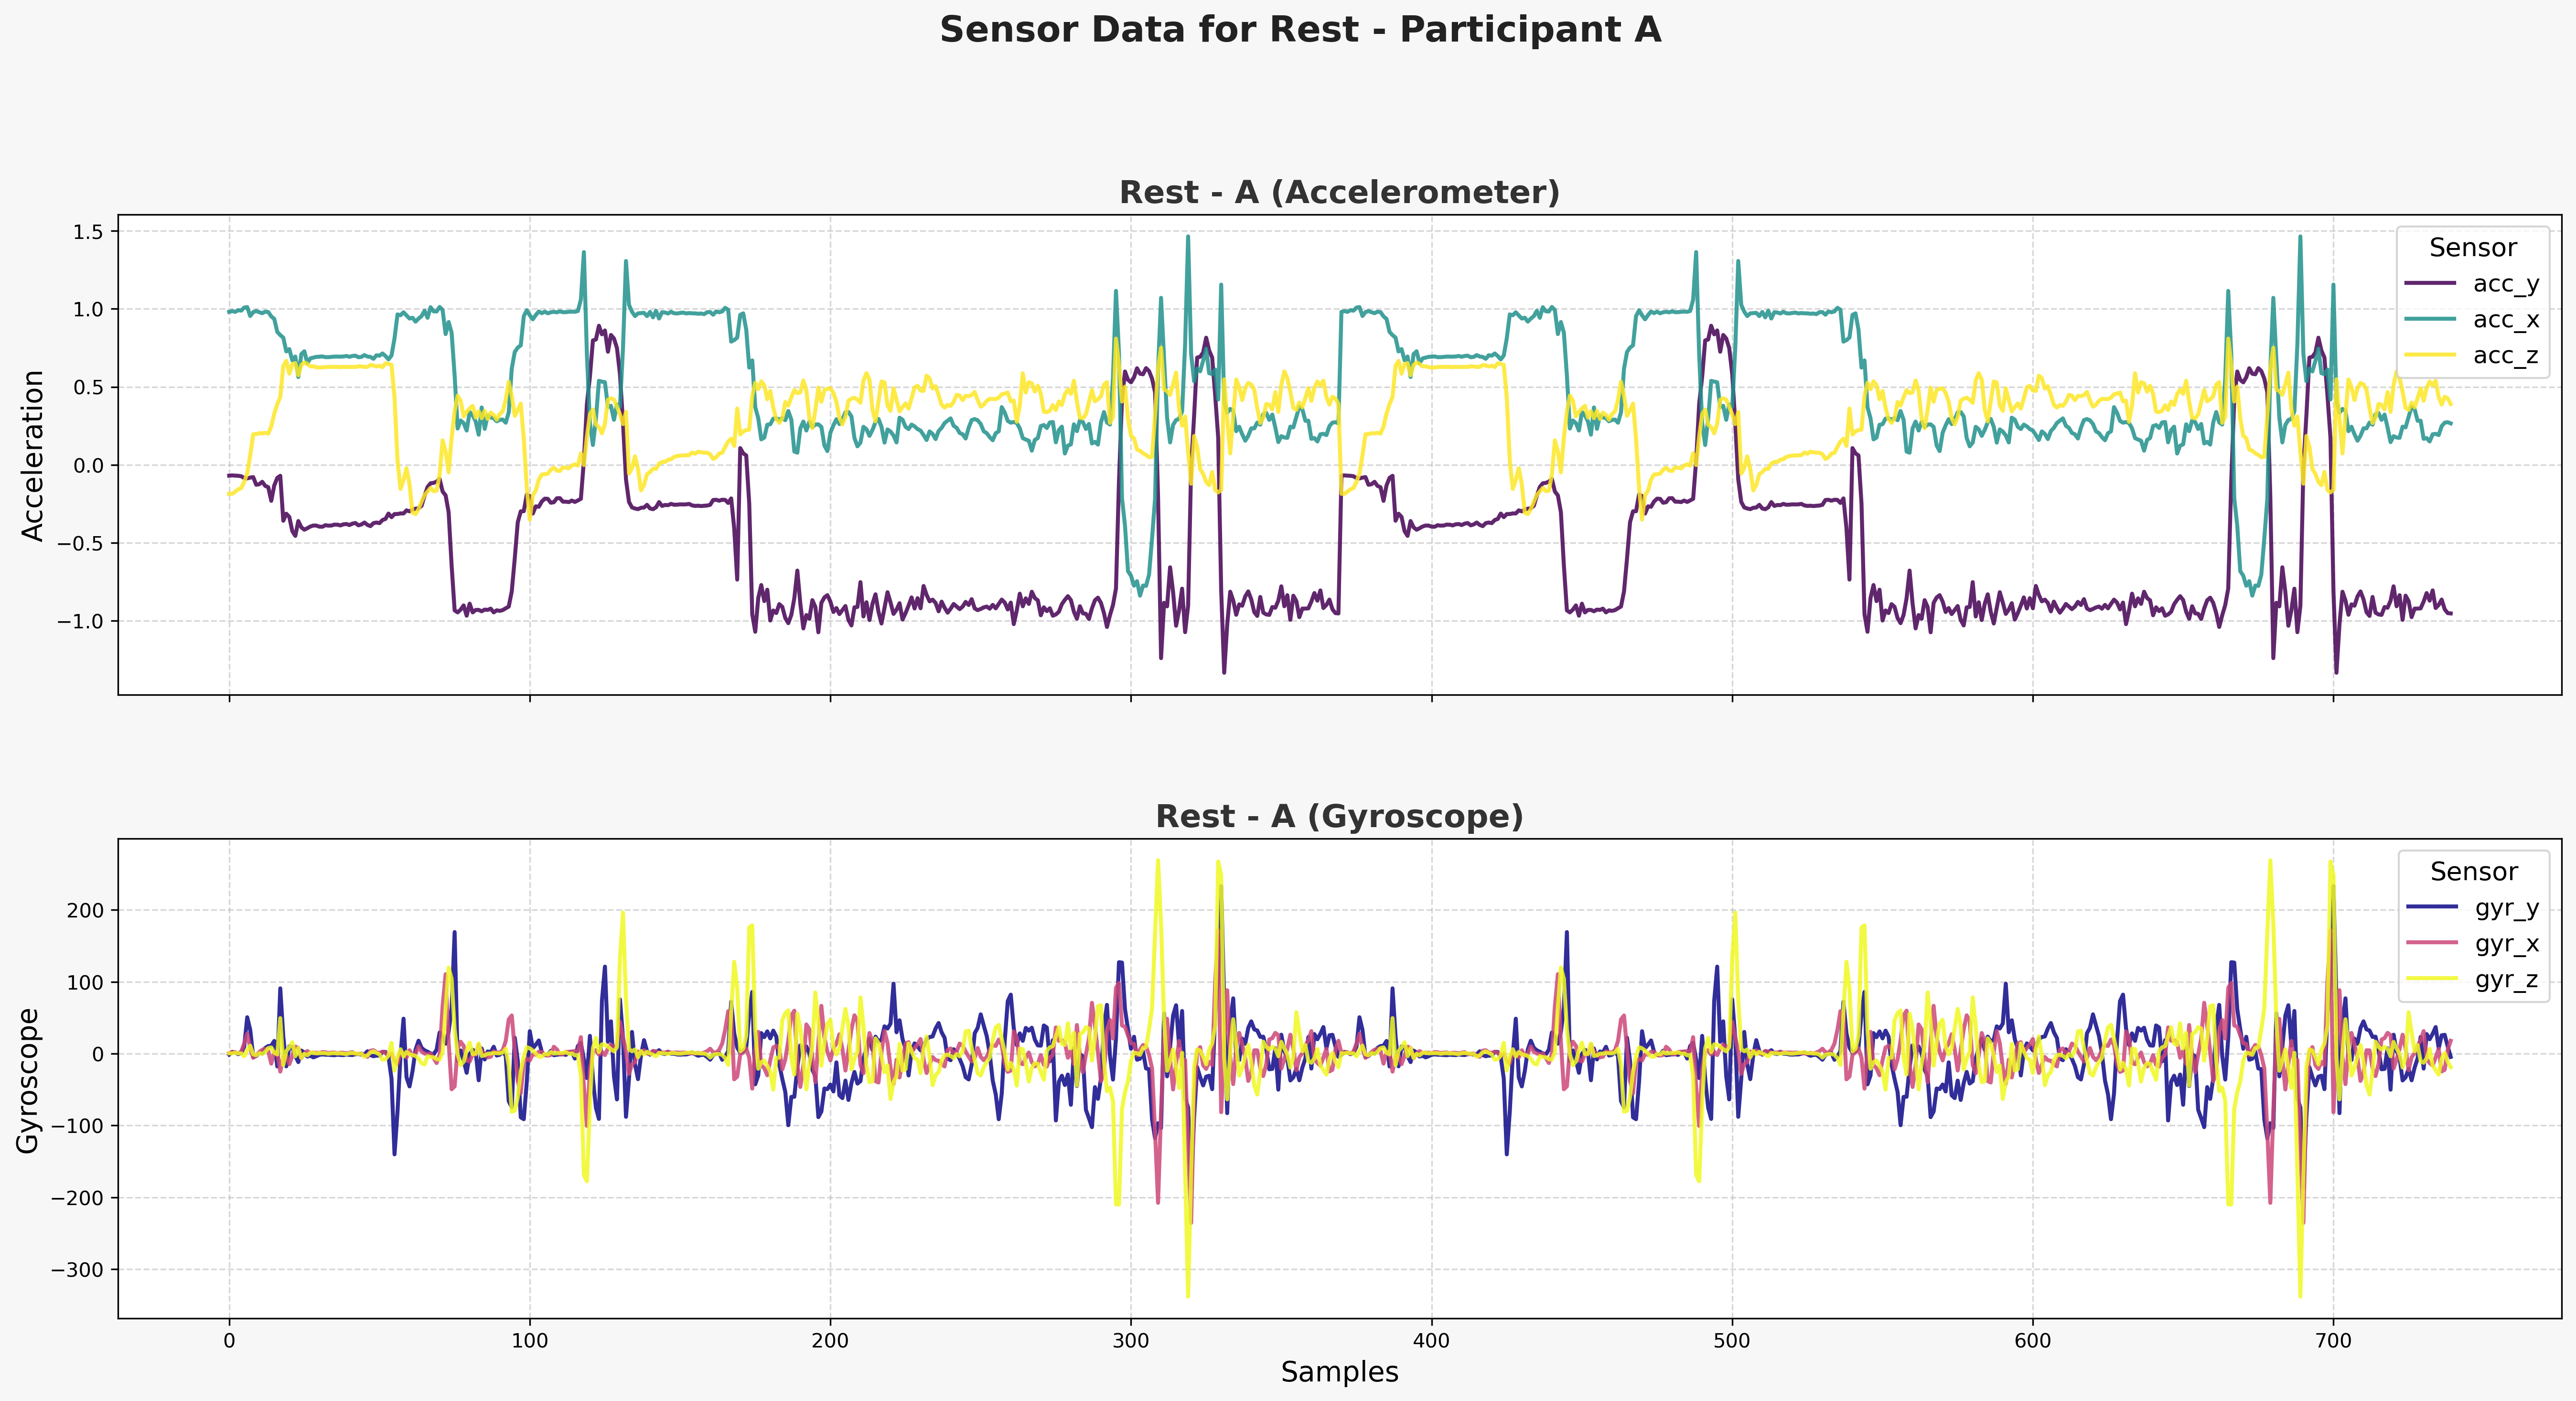 Sensor Data for Rest - Participant A
Rest - A (Accelerometer)
Acceleration
1.5
1.0
0.5
0.0
−0.5
−1.0
Sensor
acc_y
acc_x
acc_z
Rest - A (Gyroscope)
Gyroscope
200
100
0
−100
−200
−300
Sensor
gyr_y
gyr_x
gyr_z
0 100 200 300 400 500 600 700
Samples